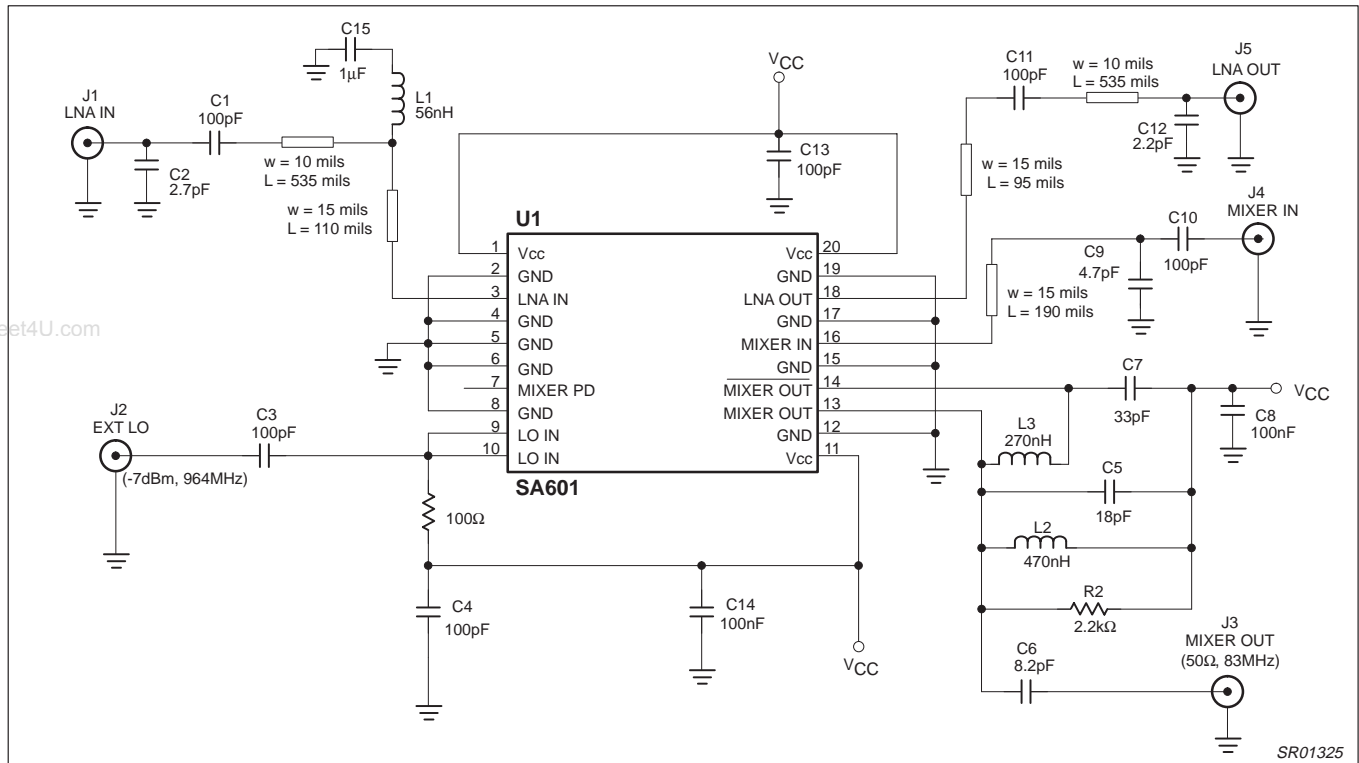 C15
1µF
L1
56nH
J1
LNA IN
C1
100pF
C2
2.7pF
w = 10 mils
L = 535 mils
w = 15 mils
L = 110 mils
VCC
C13
100pF
C11
100pF
w = 10 mils
L = 535 mils
J5
LNA OUT
C12
2.2pF
w = 15 mils
L = 95 mils
J4
MIXER IN
C10
100pF
C9
4.7pF
w = 15 mils
L = 190 mils
U1
1 Vcc
2 GND
3 LNA IN
4 GND
5 GND
6 GND
7 MIXER PD
8 GND
9 LO IN
10 LO IN
Vcc 20
GND 19
LNA OUT 18
GND 17
MIXER IN 16
GND 15
MIXER OUT 14
MIXER OUT 13
GND 12
Vcc 11
SA601
eet4U.com
J2
EXT LO
(-7dBm, 964MHz)
C3
100pF
100Ω
C4
100pF
C14
100nF
VCC
C7
33pF
VCC
C8
100nF
L3
270nH
C5
18pF
L2
470nH
R2
2.2kΩ
C6
8.2pF
J3
MIXER OUT
(50Ω, 83MHz)
SR01325